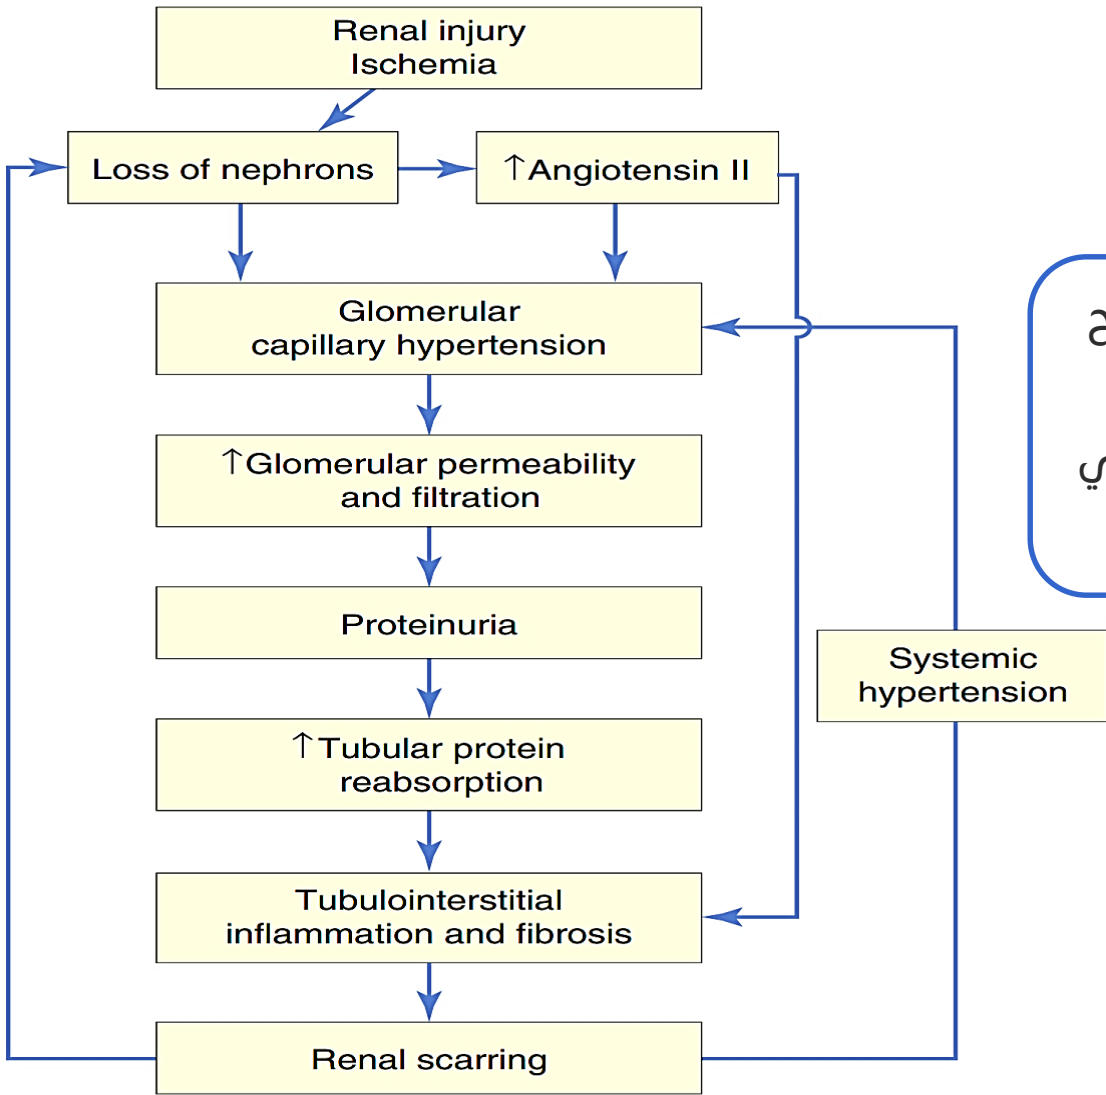 Renal injury
Ischemia
Loss of nephrons
↑Angiotensin II
Glomerular
capillary hypertension
↑Glomerular permeability
and filtration
Proteinuria
↑Tubular protein
reabsorption
Tubulointerstitial
inflammation and fibrosis
Renal scarring
Systemic
hypertension